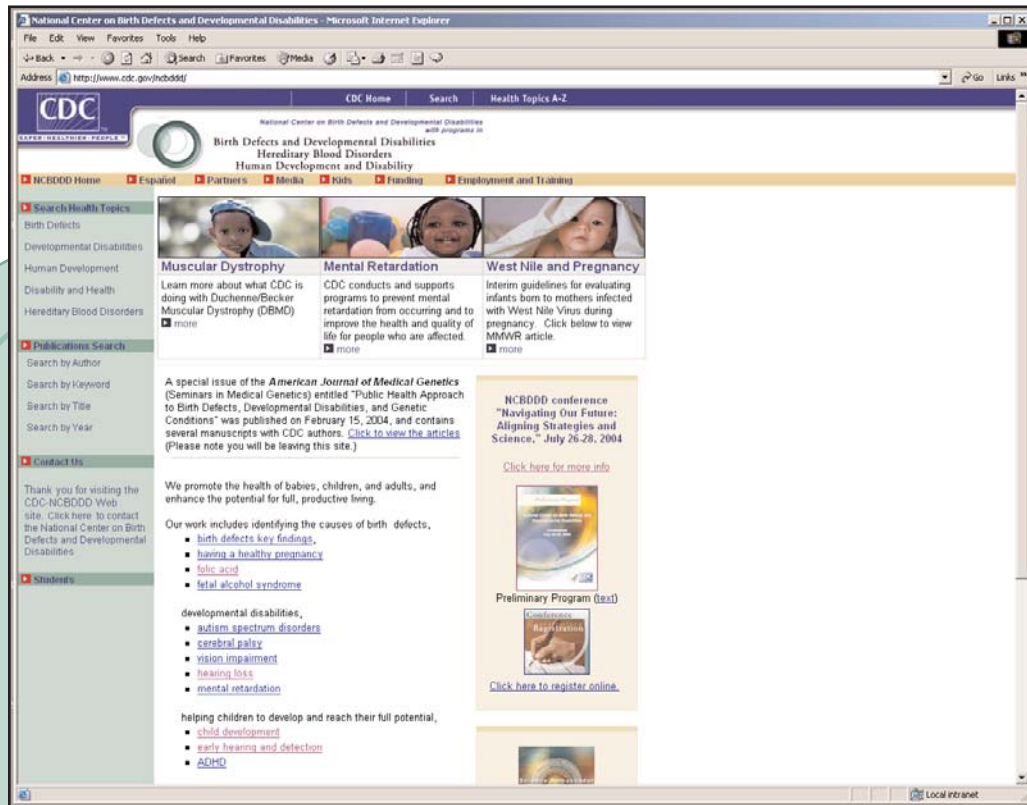 National Center on Birth Defects and Developmental Disabilities - Microsoft Internet Explorer
File Edit View Favorites Tools Help
Back Search Favorites Media
Address http://www.cdc.gov/ncbddd/ Go Links »
CDC Home Search Health Topics A-Z
CDC
SAFER • HEALTHIER • PEOPLE™
National Center on Birth Defects and Developmental Disabilities
with programs in
Birth Defects and Developmental Disabilities
Hereditary Blood Disorders
Human Development and Disability
NCBDDD Home Español Partners Media Kids Funding Employment and Training
Search Health Topics
Birth Defects
Developmental Disabilities
Human Development
Disability and Health
Hereditary Blood Disorders
Publications Search
Search by Author
Search by Keyword
Search by Title
Search by Year
Contact Us
Thank you for visiting the
CDC-NCBDDD Web
site. Click here to contact
the National Center on Birth
Defects and Developmental
Disabilities
Students
Muscular Dystrophy
Learn more about what CDC is
doing with Duchenne/Becker
Muscular Dystrophy (DBMD)
more
Mental Retardation
CDC conducts and supports
programs to prevent mental
retardation from occurring and to
improve the health and quality of
life for people who are affected.
more
West Nile and Pregnancy
Interim guidelines for evaluating
infants born to mothers infected
with West Nile Virus during
pregnancy. Click below to view
MMWR article.
more
A special issue of the American Journal of Medical Genetics
(Seminars in Medical Genetics) entitled "Public Health Approach
to Birth Defects, Developmental Disabilities, and Genetic
Conditions" was published on February 15, 2004, and contains
several manuscripts with CDC authors. Click to view the articles
(Please note you will be leaving this site.)
We promote the health of babies, children, and adults, and
enhance the potential for full, productive living.
Our work includes identifying the causes of birth defects,
birth defects key findings,
having a healthy pregnancy
folic acid
fetal alcohol syndrome
developmental disabilities,
autism spectrum disorders
cerebral palsy
vision impairment
hearing loss
mental retardation
helping children to develop and reach their full potential,
child development
early hearing and detection
ADHD
NCBDDD conference
"Navigating Our Future:
Aligning Strategies and
Science," July 26-28, 2004
Click here for more info
Preliminary Program
Preliminary Program (text)
Conference
Registration
Click here to register online.
Local intranet